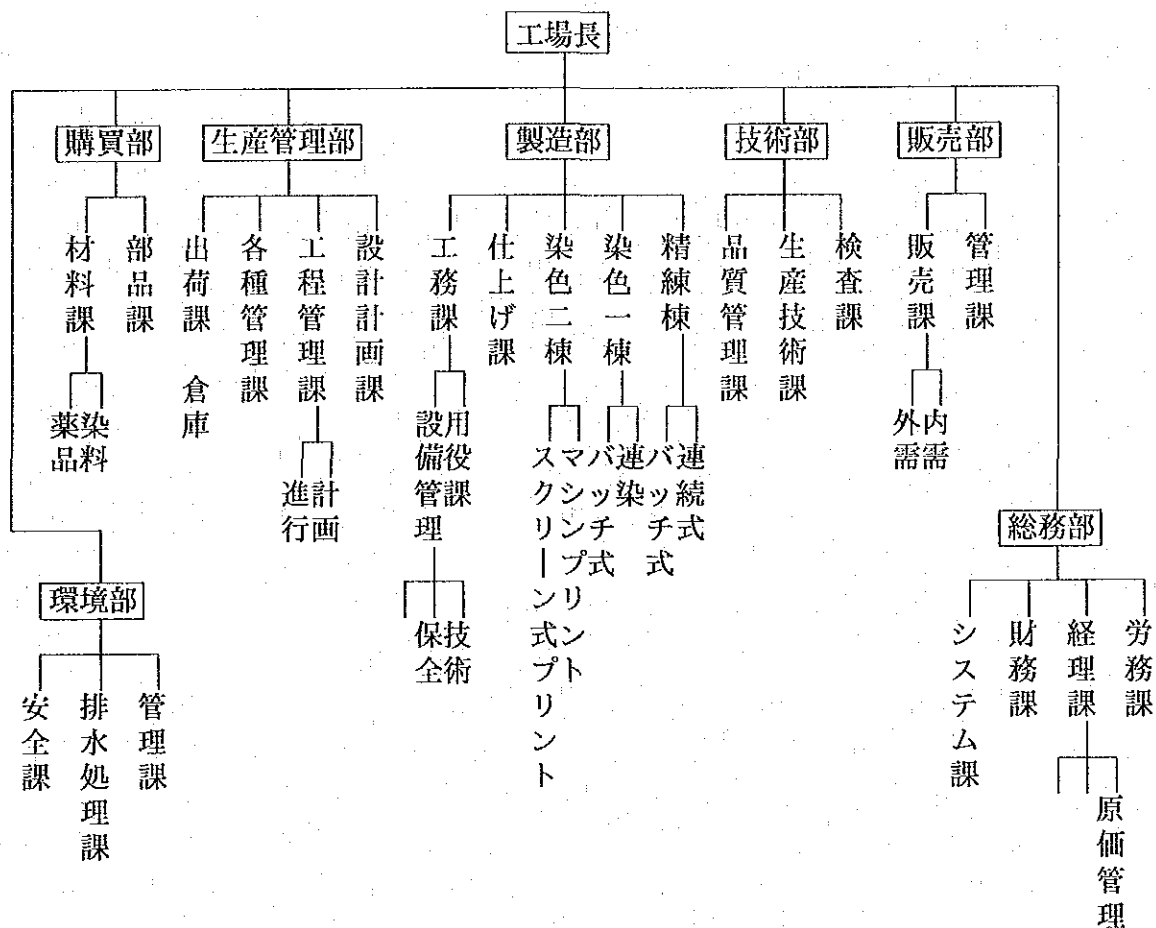 工場長
購買部
生産管理部
製造部
技術部
販売部
材料課
部品課
出荷課 倉庫
各種管理課
工程管理課
設計計画課
工務課
仕上げ課
染色二棟
染色一棟
精練棟
品質管理課
生産技術課
検査課
販売課
管理課
薬品
染料
進行
計画
設備管理
用役課
スクリーン式プリント
マシンプリント
バッチ式
連染
バッチ式
連続式
外需
内需
保全
技術
環境部
安全課
排水処理課
管理課
総務部
システム課
財務課
経理課
労務課
原価管理